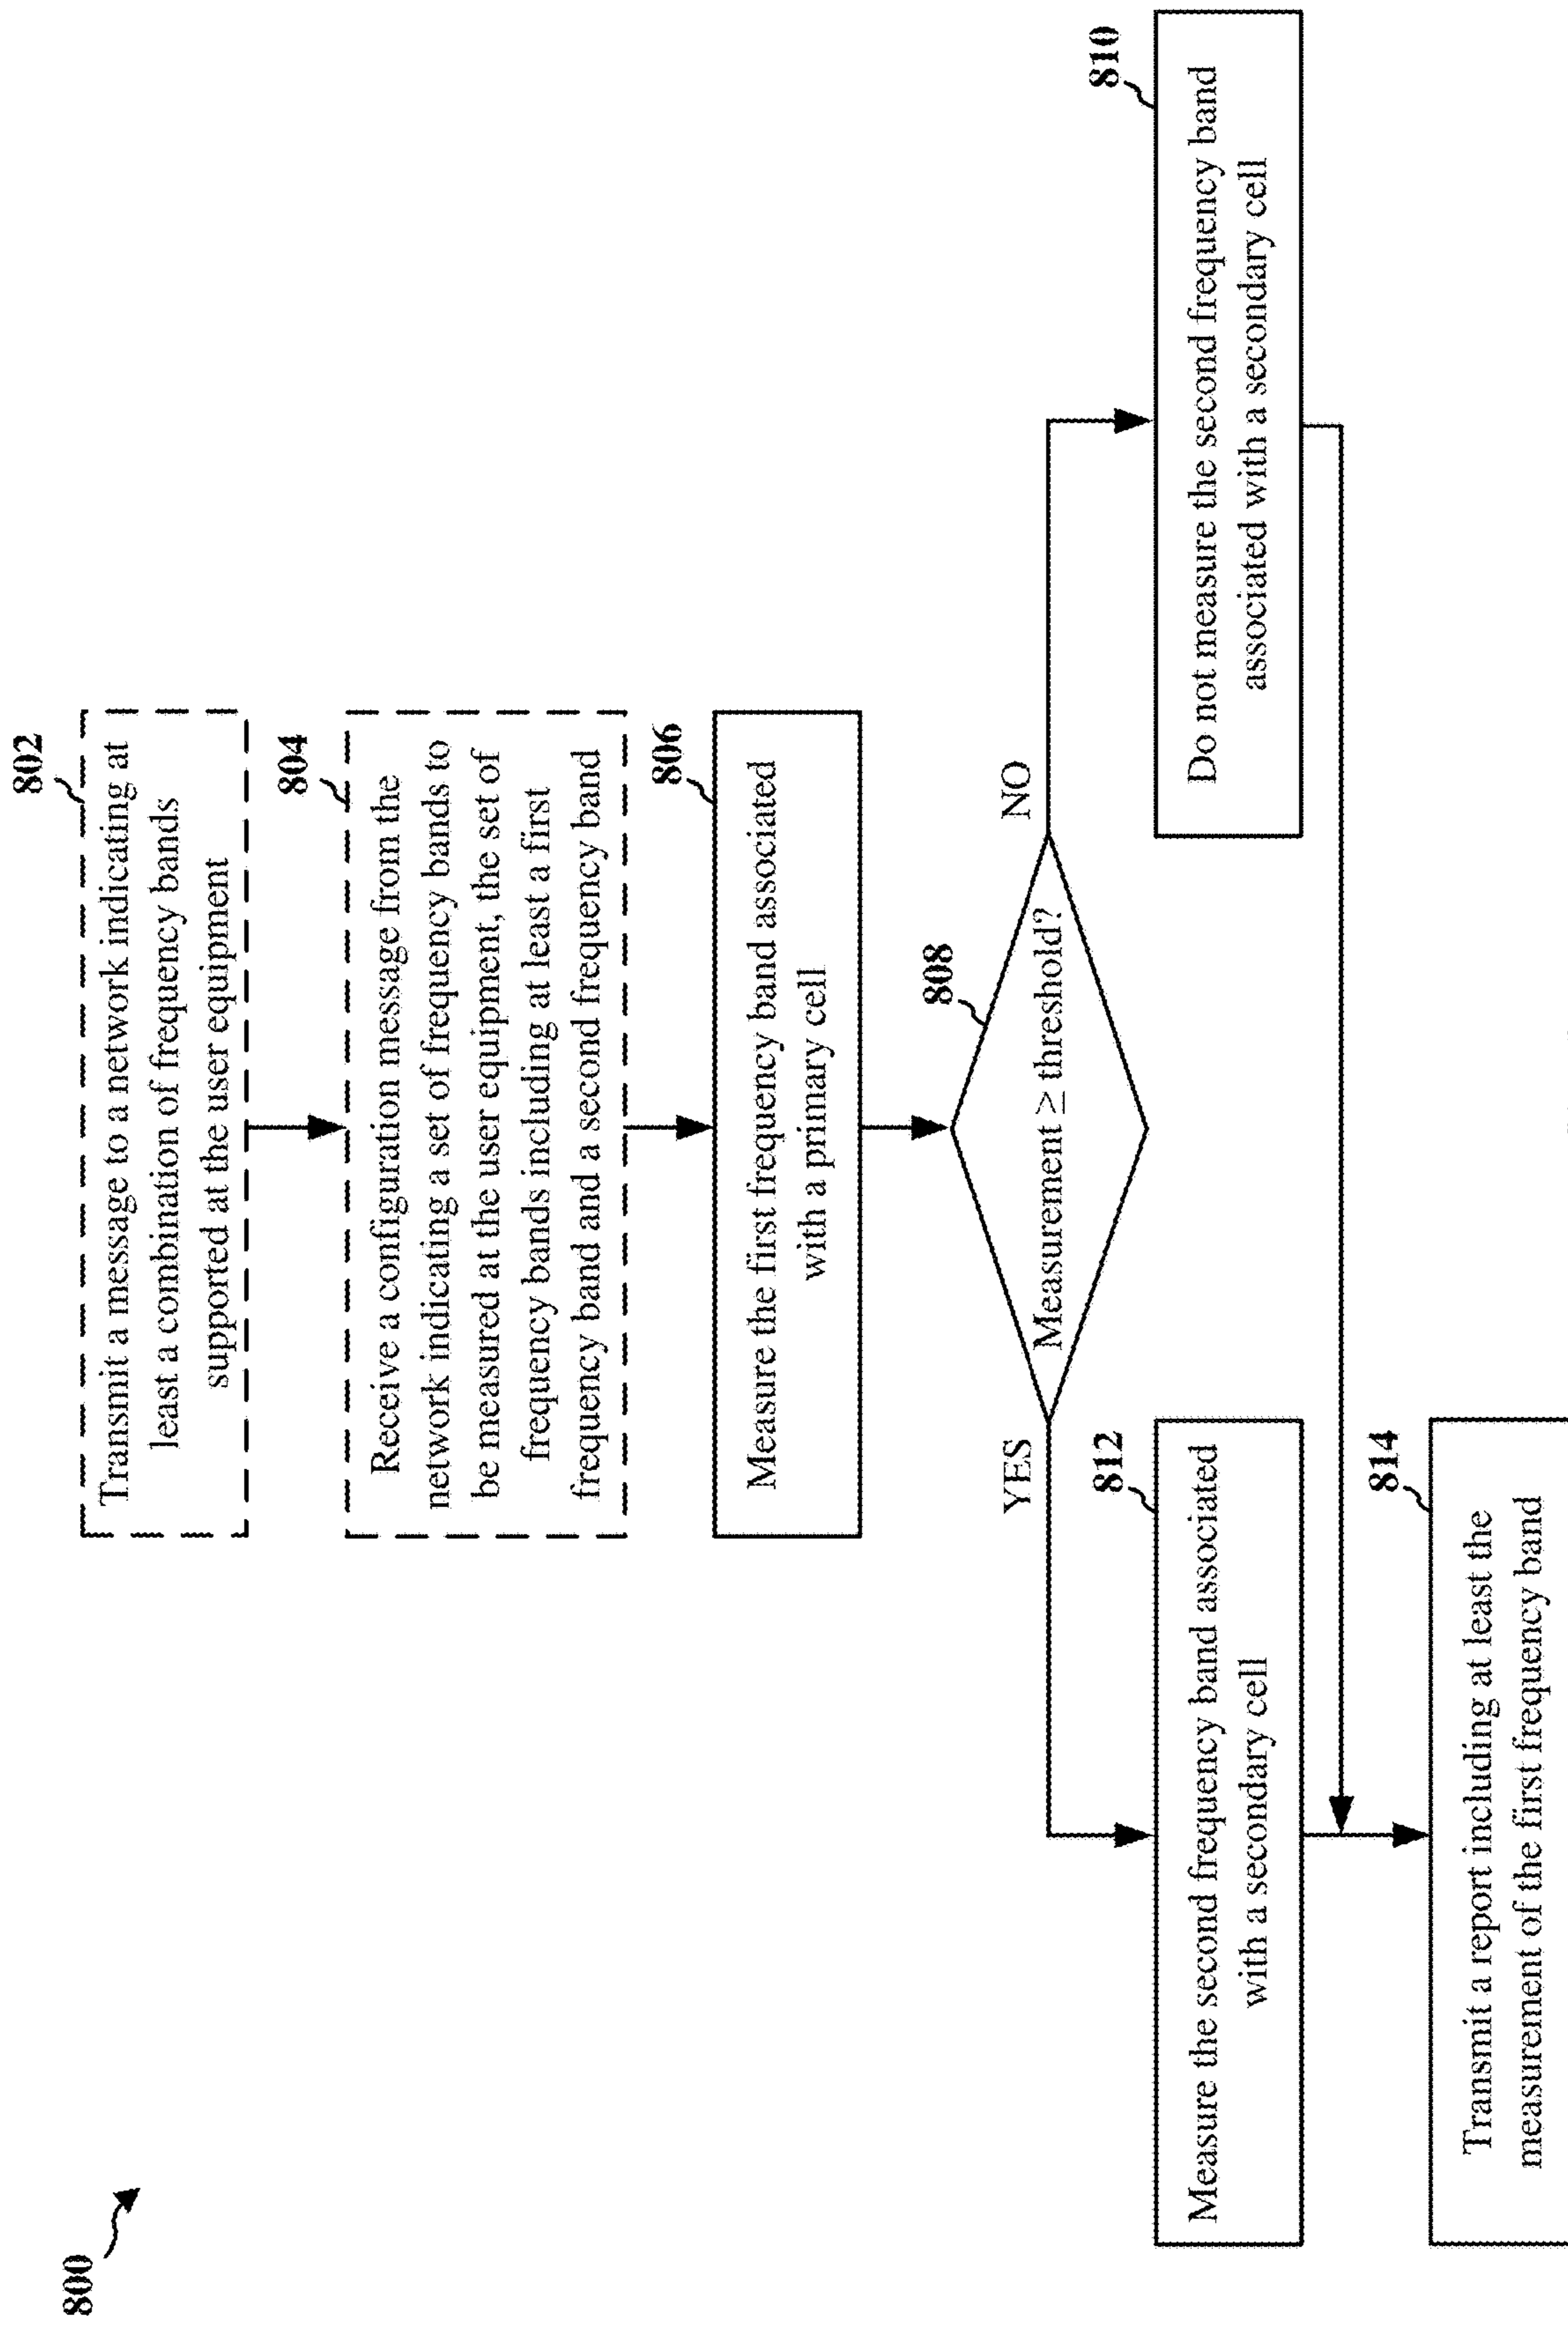 800
802
Transmit a message to a network indicating at
least a combination of frequency bands
supported at the user equipment
804
Receive a configuration message from the
network indicating a set of frequency bands to
be measured at the user equipment, the set of
frequency bands including at least a first
frequency band and a second frequency band
806
Measure the first frequency band associated
with a primary cell
808
Measurement ≥ threshold?
YES
NO
812
Measure the second frequency band associated
with a secondary cell
810
Do not measure the second frequency band
associated with a secondary cell
814
Transmit a report including at least the
measurement of the first frequency band